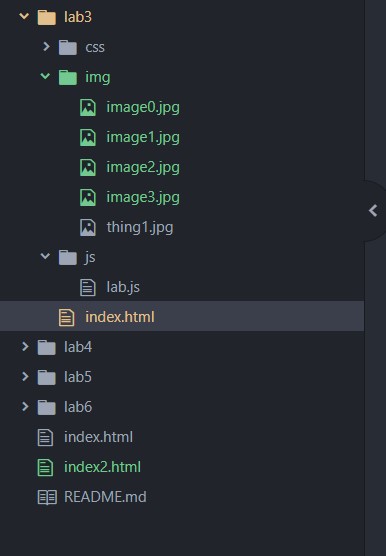 lab3
css
img
image0.jpg
image1.jpg
image2.jpg
image3.jpg
thing1.jpg
js
lab.js
index.html
lab4
lab5
lab6
index.html
index2.html
README.md